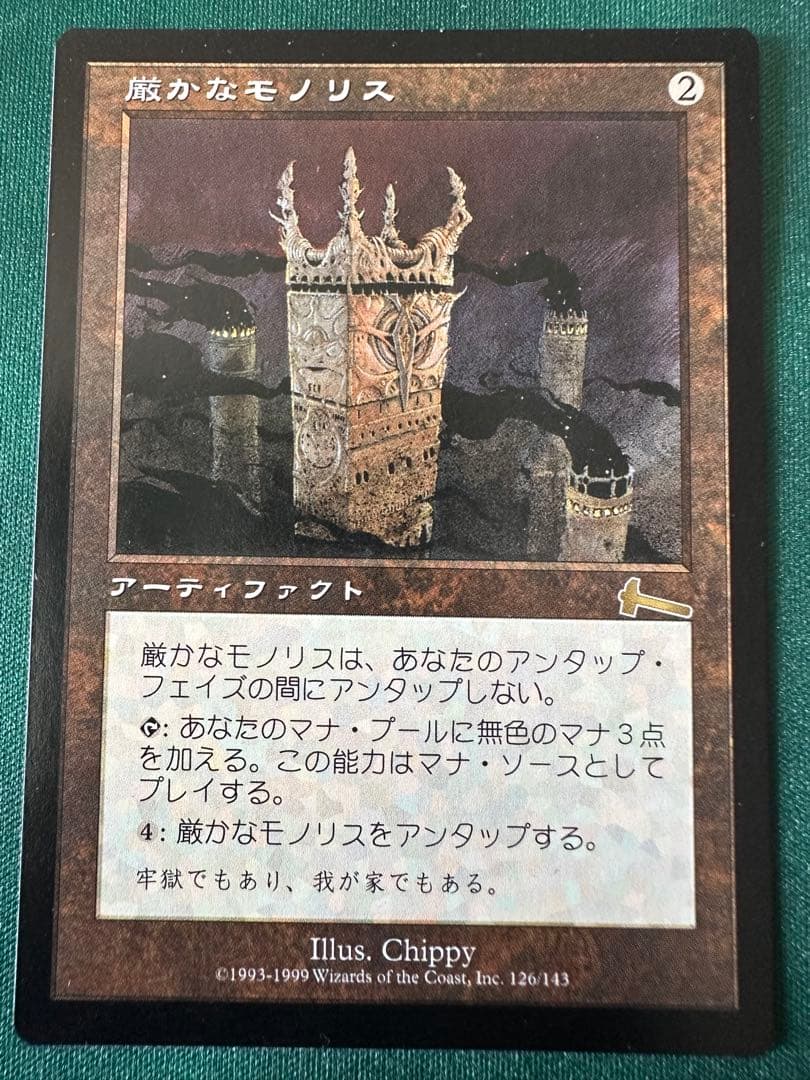 厳かなモノリス 2
アーティファクト
厳かなモノリスは、あなたのアンタップ・
フェイズの間にアンタップしない。
: あなたのマナ・プールに無色のマナ３点
を加える。この能力はマナ・ソースとして
プレイする。
4: 厳かなモノリスをアンタップする。
牢獄でもあり、我が家でもある。
Illus. Chippy
©1993-1999 Wizards of the Coast, Inc. 126/143